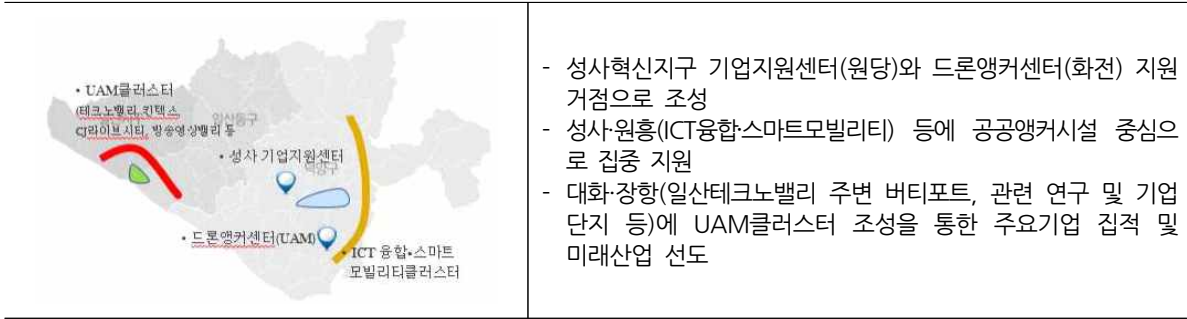 • UAM클러스터
(테크노밸리, 킨텍스,
CJ라이브시티, 방송영상밸리 등
일산동구
• 성사 기업지원센터
덕양구
• 드론앵커센터(UAM)
• ICT 융합•스마트
모빌리티클러스터
- 성사혁신지구 기업지원센터(원당)와 드론앵커센터(화전) 지원
거점으로 조성
- 성사·원흥(ICT융합·스마트모빌리티) 등에 공공앵커시설 중심으
로 집중 지원
- 대화·장항(일산테크노밸리 주변 버티포트, 관련 연구 및 기업
단지 등)에 UAM클러스터 조성을 통한 주요기업 집적 및
미래산업 선도